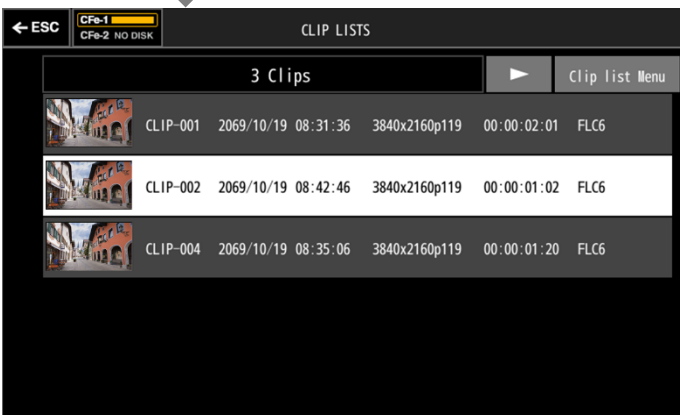 ← ESC CFe-1 CLIP LISTS
CFe-2 NO DISK
3 Clips ► Clip list Menu
CLIP-001 2069/10/19 08:31:36 3840x2160p119 00:00:02:01 FLC6
CLIP-002 2069/10/19 08:42:46 3840x2160p119 00:00:01:02 FLC6
CLIP-004 2069/10/19 08:35:06 3840x2160p119 00:00:01:20 FLC6